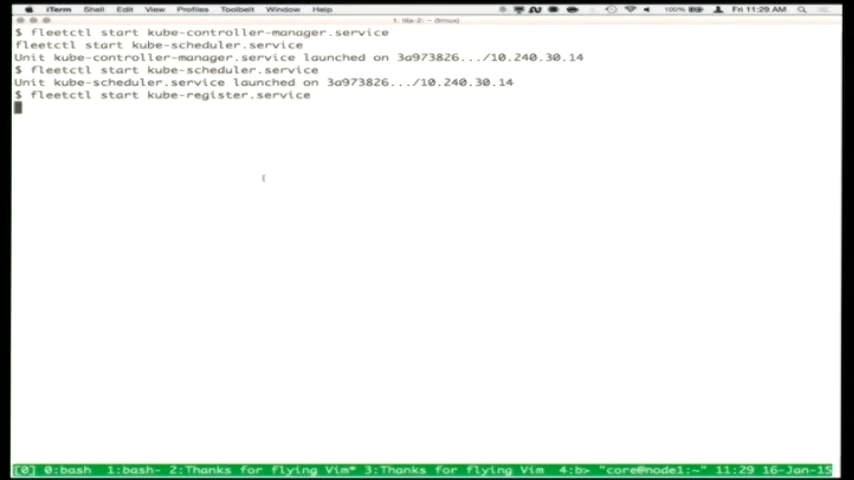 iTerm Shell Edit View Profiles Toolbelt Window Help 100% Fri 11:29 AM
$ fleetctl start kube-controller-manager.service
fleetctl start kube-scheduler.service
Unit kube-controller-manager.service launched on 3a973826.../10.240.30.14
$ fleetctl start kube-scheduler.service
Unit kube-scheduler.service launched on 3a973826.../10.240.30.14
$ fleetctl start kube-register.service
[0] 0:bash 1:bash- 2:Thanks for flying Vim* 3:Thanks for flying Vim 4:b> "core@node1:~" 11:29 16-Jan-15